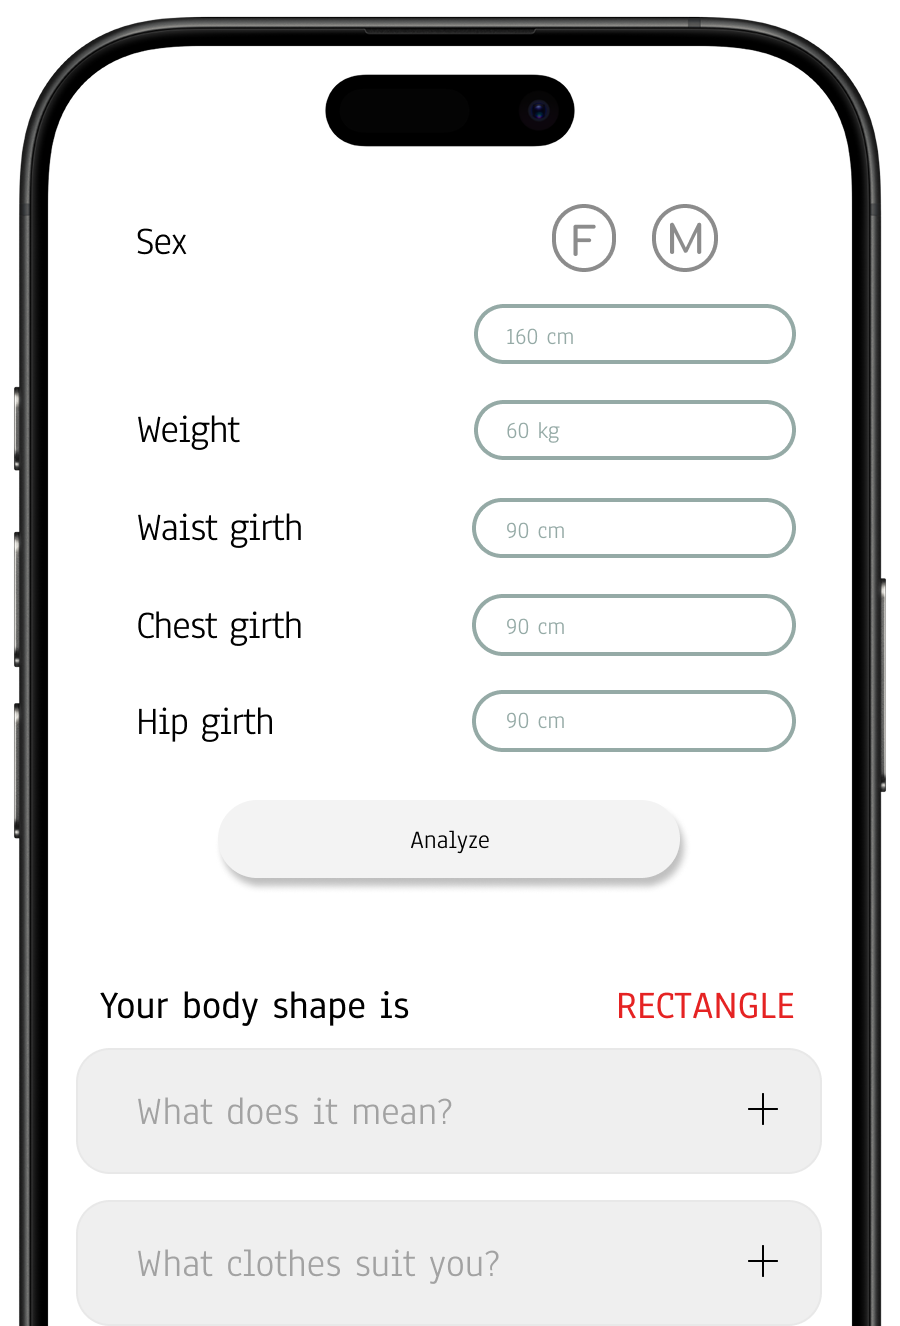 Sex F M
160 cm
Weight 60 kg
Waist girth 90 cm
Chest girth 90 cm
Hip girth 90 cm
Analyze
Your body shape is RECTANGLE
What does it mean? +
What clothes suit you? +